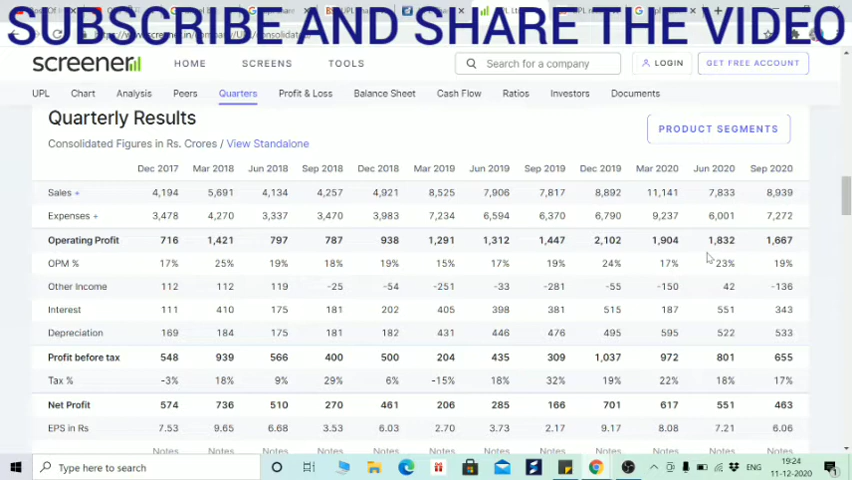 SUBSCRIBE AND SHARE THE VIDEO
screener
HOME
SCREENS
TOOLS
Search for a company
LOGIN
GET FREE ACCOUNT
UPL
Chart
Analysis
Peers
Quarters
Profit & Loss
Balance Sheet
Cash Flow
Ratios
Investors
Documents
Quarterly Results
PRODUCT SEGMENTS
Consolidated Figures in Rs. Crores / View Standalone
Dec 2017 Mar 2018 Jun 2018 Sep 2018 Dec 2018 Mar 2019 Jun 2019 Sep 2019 Dec 2019 Mar 2020 Jun 2020 Sep 2020
Sales + 4,194 5,691 4,134 4,257 4,921 8,525 7,906 7,817 8,892 11,141 7,833 8,939
Expenses + 3,478 4,270 3,337 3,470 3,983 7,234 6,594 6,370 6,790 9,237 6,001 7,272
Operating Profit 716 1,421 797 787 938 1,291 1,312 1,447 2,102 1,904 1,832 1,667
OPM % 17% 25% 19% 18% 19% 15% 17% 19% 24% 17% 23% 19%
Other Income 112 112 119 -25 -54 -251 -33 -281 -55 -150 42 -136
Interest 111 410 175 181 202 405 398 381 515 187 551 343
Depreciation 169 184 175 181 182 431 446 476 495 595 522 533
Profit before tax 548 939 566 400 500 204 435 309 1,037 972 801 655
Tax % -3% 18% 9% 29% 6% -15% 18% 32% 19% 22% 18% 17%
Net Profit 574 736 510 270 461 206 285 166 701 617 551 463
EPS in Rs 7.53 9.65 6.68 3.53 6.03 2.70 3.73 2.17 9.17 8.08 7.21 6.06
Notes Notes Notes Notes Notes Notes Notes Notes Notes Notes Notes Notes
Type here to search
ENG
19:24
11-12-2020